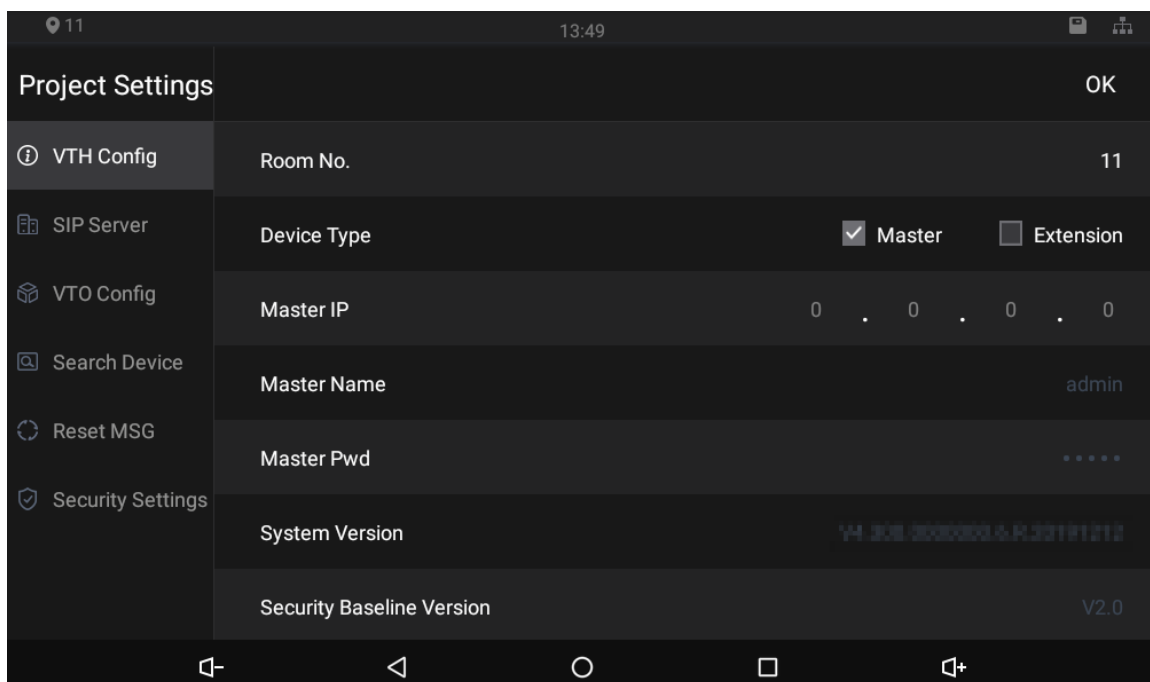 11
13:49
Project Settings
OK
VTH Config
SIP Server
VTO Config
Search Device
Reset MSG
Security Settings
Room No. 11
Device Type Master Extension
Master IP 0 . 0 . 0 . 0
Master Name admin
Master Pwd •••••
System Version
Security Baseline Version V2.0